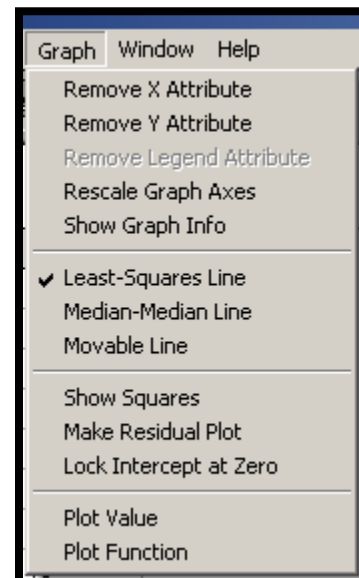 Graph Window Help
Remove X Attribute
Remove Y Attribute
Remove Legend Attribute
Rescale Graph Axes
Show Graph Info
Least-Squares Line
Median-Median Line
Movable Line
Show Squares
Make Residual Plot
Lock Intercept at Zero
Plot Value
Plot Function